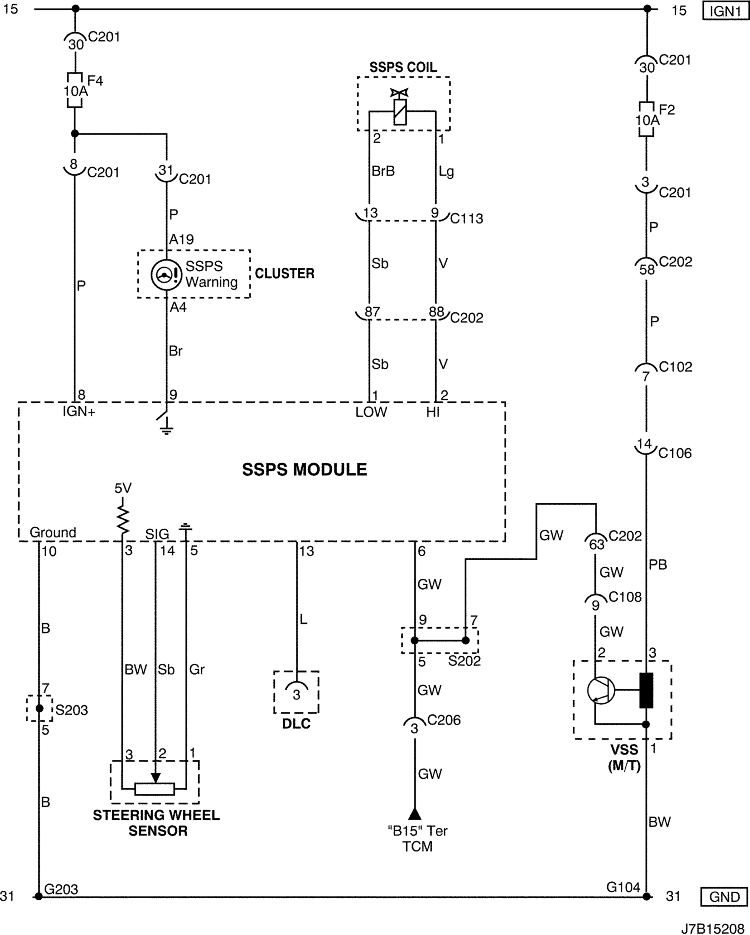 15
15
IGN1
30
C201
F4
10A
SSPS COIL
30
C201
F2
10A
2
1
8
C201
31
C201
BrB
Lg
3
C201
P
A19
13
9
C113
P
SSPS
Warning
CLUSTER
A4
P
Sb
V
58
C202
87
88
C202
P
Br
Sb
V
C102
7
8
9
1
2
IGN+
LOW
HI
14
C106
SSPS MODULE
5V
Ground
SIG
10
3
14
5
13
6
GW
63
C202
PB
GW
GW
9
C108
B
L
9
7
GW
S202
5
2
3
BW
Sb
Gr
7
S203
5
3
DLC
GW
3
C206
VSS
(M/T)
1
3
2
1
B
GW
BW
STEERING WHEEL
SENSOR
"B15" Ter
TCM
31
G203
G104
31
GND
J7B15208